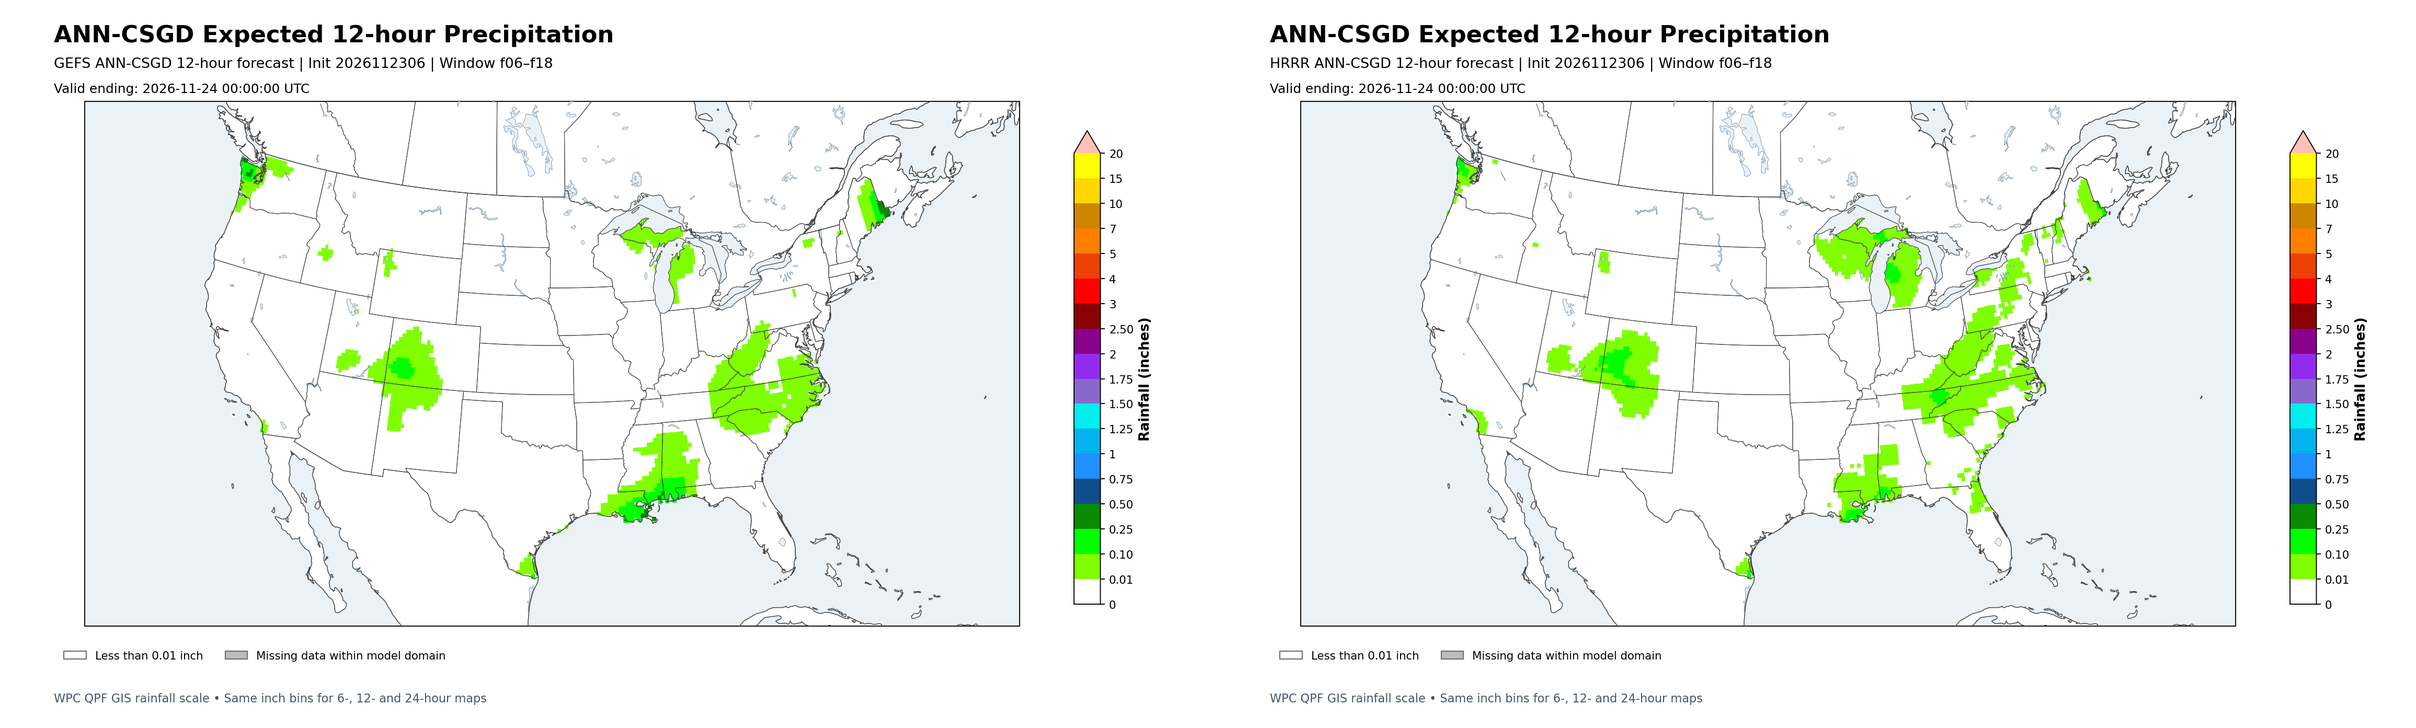 ANN-CSGD Expected 12-hour Precipitation
GEFS ANN-CSGD 12-hour forecast | Init 2026112306 | Window f06–f18
Valid ending: 2026-11-24 00:00:00 UTC
20
15
10
7
5
4
3
2.50
2
1.75
1.50
1.25
1
0.75
0.50
0.25
0.10
0.01
0
Rainfall (inches)
Less than 0.01 inch
Missing data within model domain
WPC QPF GIS rainfall scale • Same inch bins for 6-, 12- and 24-hour maps
ANN-CSGD Expected 12-hour Precipitation
HRRR ANN-CSGD 12-hour forecast | Init 2026112306 | Window f06–f18
Valid ending: 2026-11-24 00:00:00 UTC
20
15
10
7
5
4
3
2.50
2
1.75
1.50
1.25
1
0.75
0.50
0.25
0.10
0.01
0
Rainfall (inches)
Less than 0.01 inch
Missing data within model domain
WPC QPF GIS rainfall scale • Same inch bins for 6-, 12- and 24-hour maps